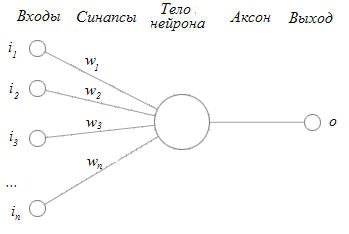 Входы Синапсы Тело нейрона Аксон Выход
i1 w1
i2 w2
i3 w3
o
...
in wn